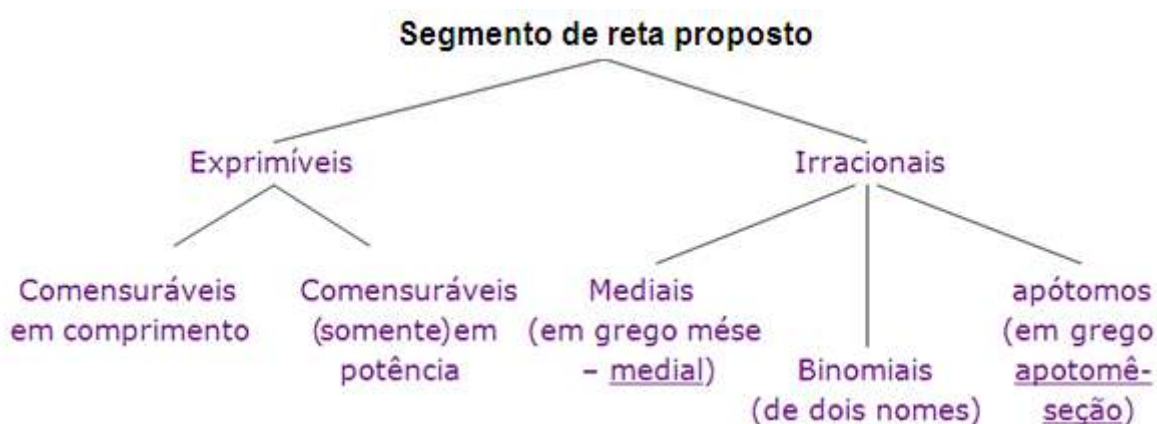 Segmento de reta proposto
Exprimíveis
Irracionais
Comensuráveis
em comprimento
Comensuráveis
(somente)em
potência
Mediais
(em grego mése
– medial)
Binomiais
(de dois nomes)
apótomos
(em grego
apotomê-
seção)